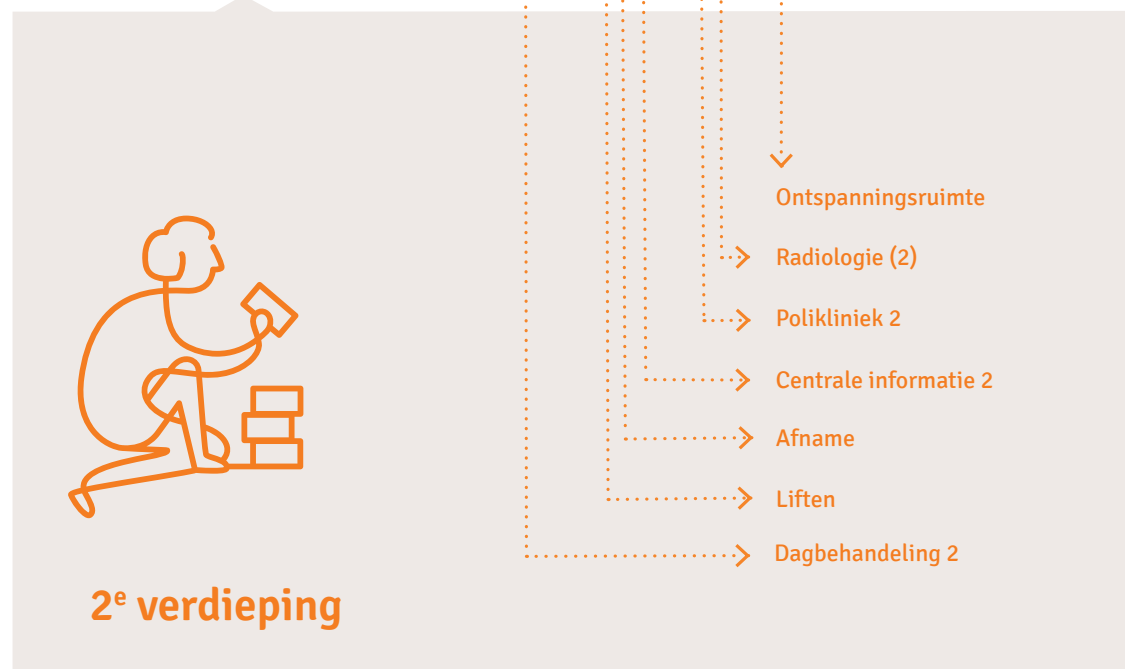 Ontspanningsruimte
Radiologie (2)
Polikliniek 2
Centrale informatie 2
Afname
Liften
Dagbehandeling 2
2e verdieping